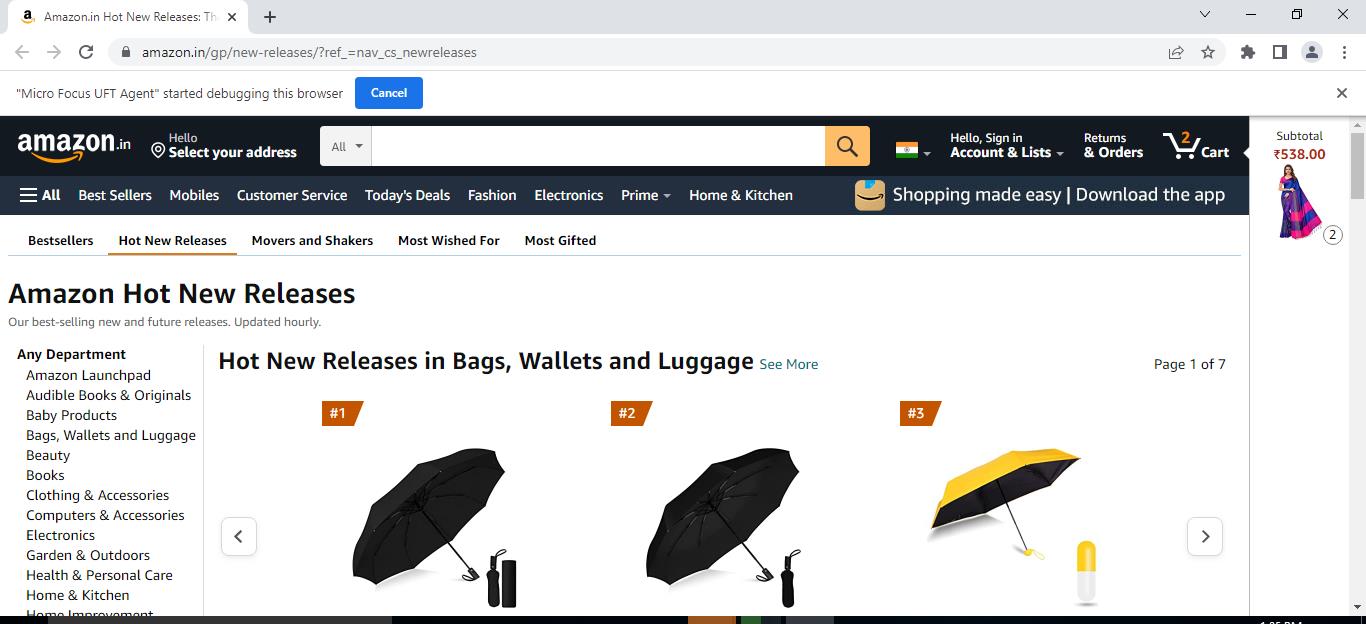 Amazon.in Hot New Releases: Th
amazon.in/gp/new-releases/?ref_=nav_cs_newreleases
"Micro Focus UFT Agent" started debugging this browser
Cancel
amazon.in
Hello
Select your address
All
Hello, Sign in
Account & Lists
Returns
& Orders
2
Cart
Subtotal
₹538.00
2
All
Best Sellers
Mobiles
Customer Service
Today's Deals
Fashion
Electronics
Prime
Home & Kitchen
Shopping made easy | Download the app
Bestsellers
Hot New Releases
Movers and Shakers
Most Wished For
Most Gifted
Amazon Hot New Releases
Our best-selling new and future releases. Updated hourly.
Any Department
Amazon Launchpad
Audible Books & Originals
Baby Products
Bags, Wallets and Luggage
Beauty
Books
Clothing & Accessories
Computers & Accessories
Electronics
Garden & Outdoors
Health & Personal Care
Home & Kitchen
Home Improvement
Hot New Releases in Bags, Wallets and Luggage See More
Page 1 of 7
#1
#2
#3